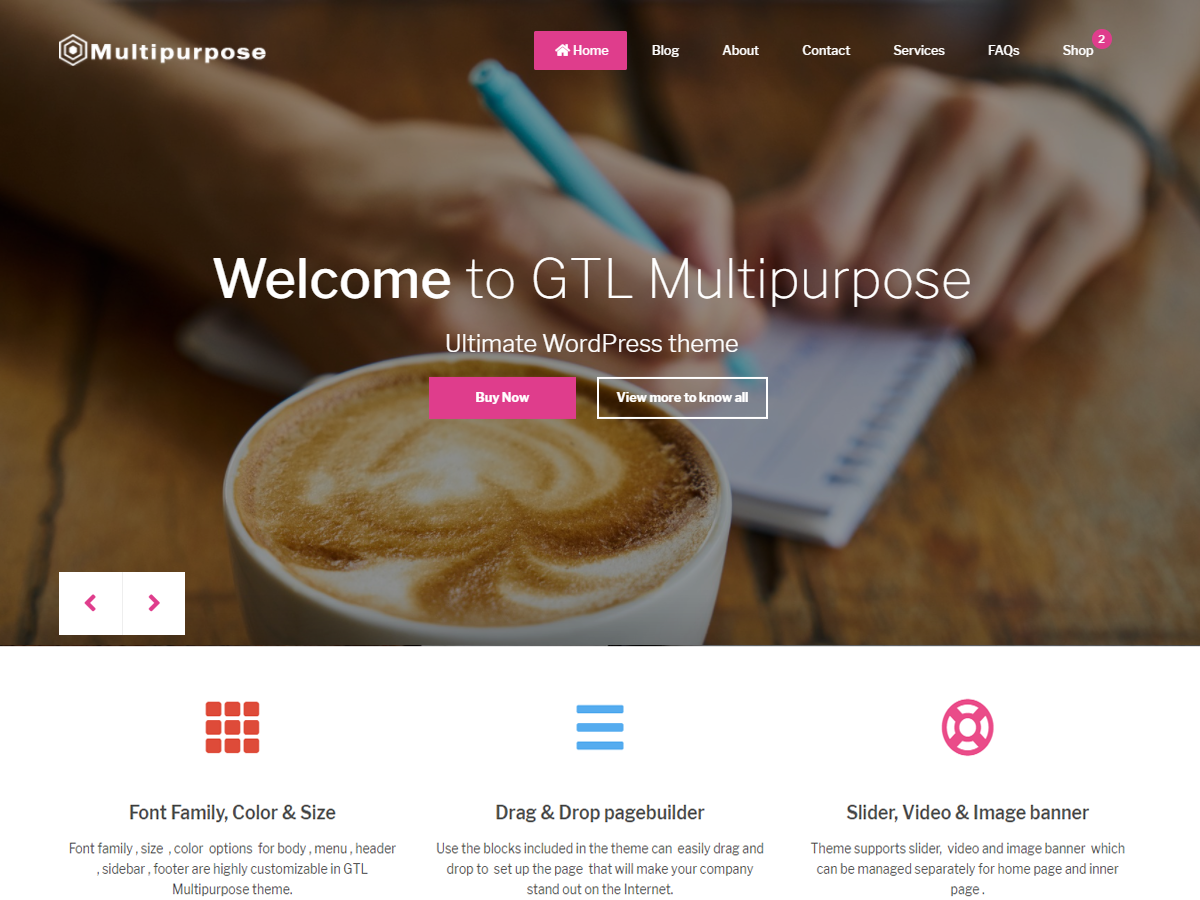 Multipurpose
Home Blog About Contact Services FAQs Shop 2
Welcome to GTL Multipurpose
Ultimate WordPress theme
Buy Now View more to know all
Font Family, Color & Size
Font family , size , color options for body , menu , header
, sidebar , footer are highly customizable in GTL
Multipurpose theme.
Drag & Drop pagebuilder
Use the blocks included in the theme can easily drag and
drop to set up the page that will make your company
stand out on the Internet.
Slider, Video & Image banner
Theme supports slider, video and image banner which
can be managed separately for home page and inner
page .